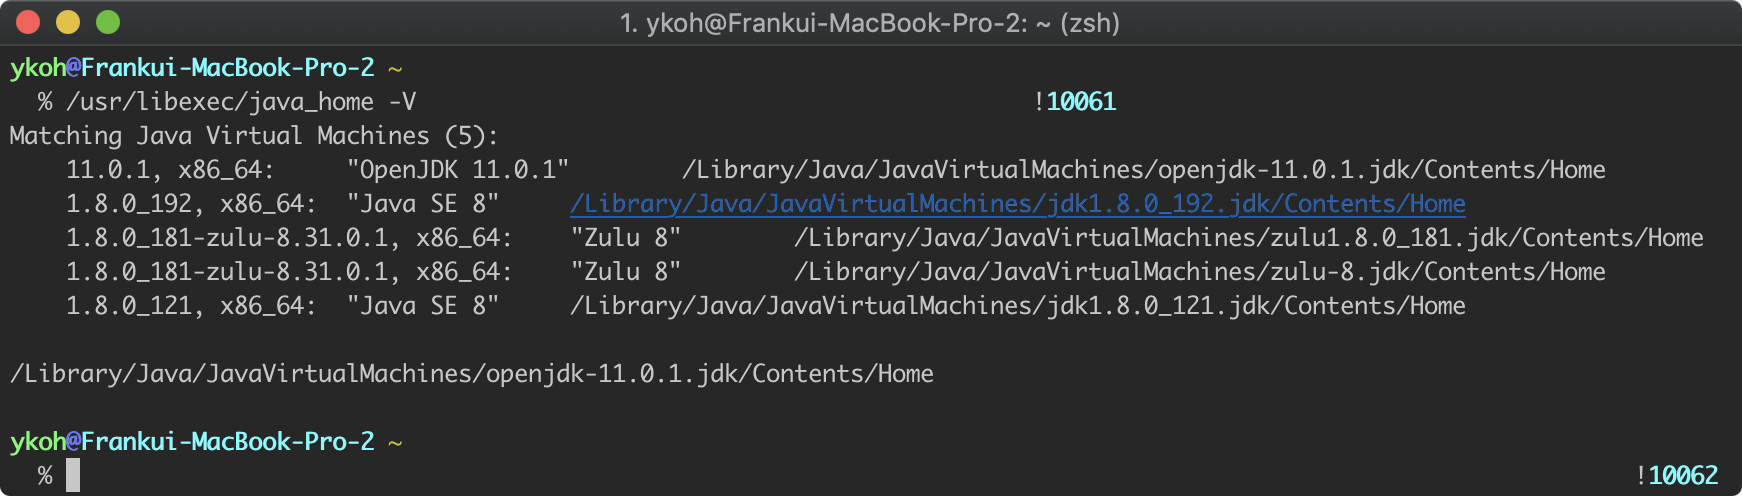 1. ykoh@Frankui-MacBook-Pro-2: ~ (zsh)
ykoh@Frankui-MacBook-Pro-2 ~
% /usr/libexec/java_home -V !10061
Matching Java Virtual Machines (5):
11.0.1, x86_64: "OpenJDK 11.0.1" /Library/Java/JavaVirtualMachines/openjdk-11.0.1.jdk/Contents/Home
1.8.0_192, x86_64: "Java SE 8" /Library/Java/JavaVirtualMachines/jdk1.8.0_192.jdk/Contents/Home
1.8.0_181-zulu-8.31.0.1, x86_64: "Zulu 8" /Library/Java/JavaVirtualMachines/zulu1.8.0_181.jdk/Contents/Home
1.8.0_181-zulu-8.31.0.1, x86_64: "Zulu 8" /Library/Java/JavaVirtualMachines/zulu-8.jdk/Contents/Home
1.8.0_121, x86_64: "Java SE 8" /Library/Java/JavaVirtualMachines/jdk1.8.0_121.jdk/Contents/Home
/Library/Java/JavaVirtualMachines/openjdk-11.0.1.jdk/Contents/Home
ykoh@Frankui-MacBook-Pro-2 ~
% !10062